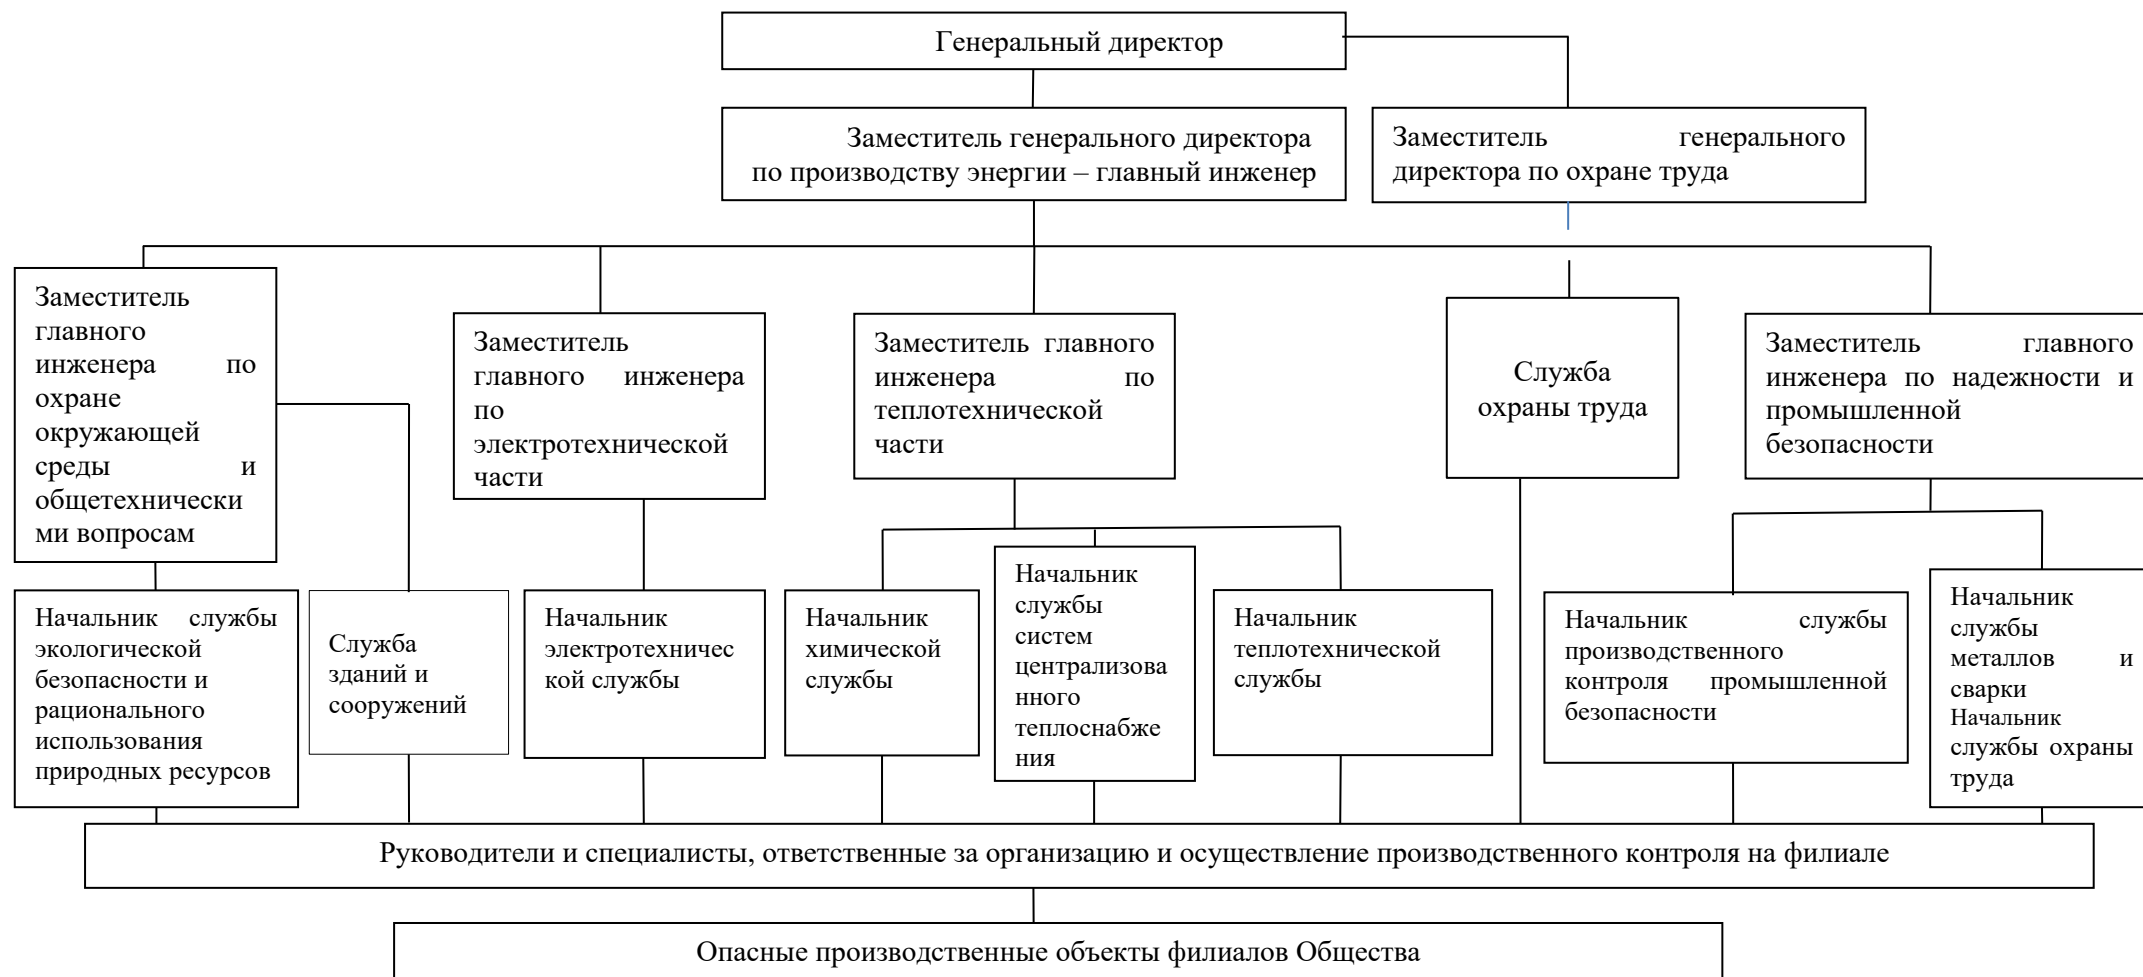 Генеральный директор
Заместитель генерального директора
по производству энергии – главный инженер
Заместитель генерального
директора по охране труда
Заместитель
главного
инженера по
охране
окружающей
среды и
общетехнически
ми вопросам
Заместитель
главного инженера
по
электротехнической
части
Заместитель главного
инженера по
теплотехнической
части
Служба
охраны труда
Заместитель главного
инженера по надежности и
промышленной
безопасности
Начальник службы
экологической
безопасности и
рационального
использования
природных ресурсов
Служба
зданий и
сооружений
Начальник
электротехничес
кой службы
Начальник
химической
службы
Начальник
службы
систем
централизова
нного
теплоснабже
ния
Начальник
теплотехнической
службы
Начальник службы
производственного
контроля промышленной
безопасности
Начальник
службы
металлов и
сварки
Начальник
службы охраны
труда
Руководители и специалисты, ответственные за организацию и осуществление производственного контроля на филиале
Опасные производственные объекты филиалов Общества